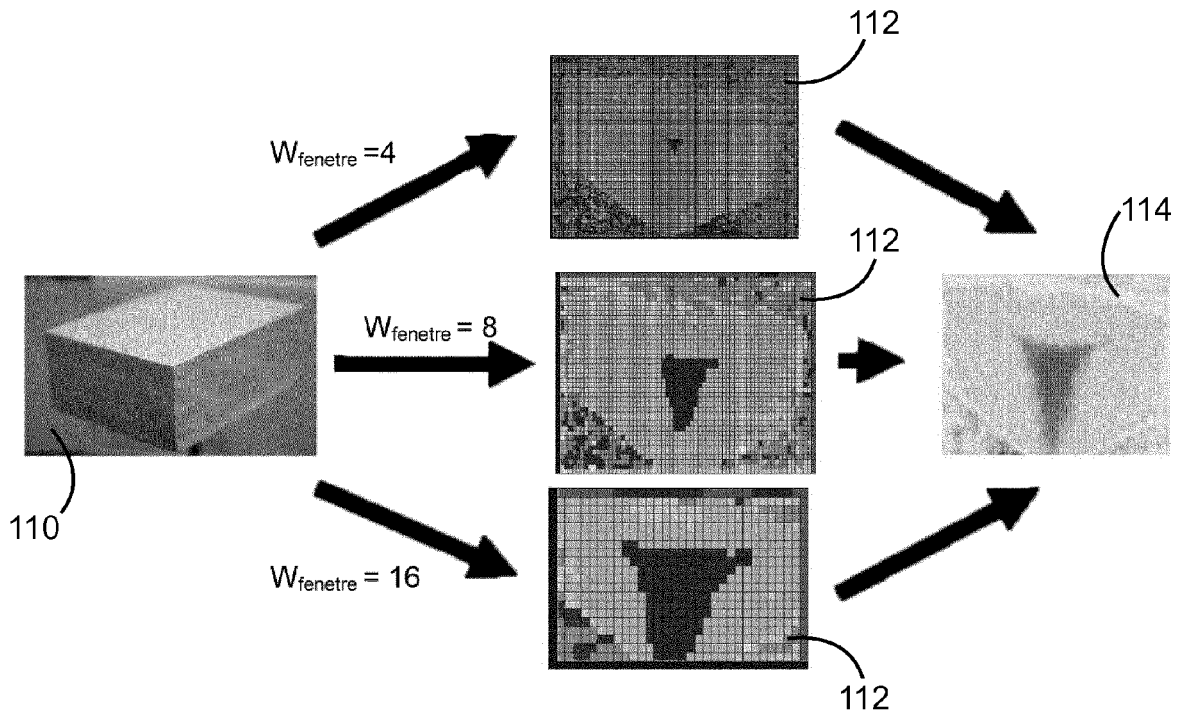 112
W_fenetre =4
114
112
W_fenetre = 8
110
W_fenetre = 16
112